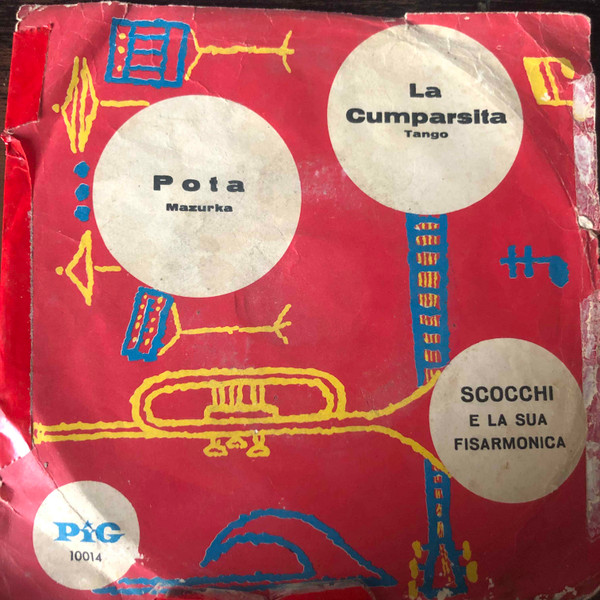 La
Cumparsita
Tango
Pota
Mazurka
SCOCCHI
E LA SUA
FISARMONICA
PiG
10014